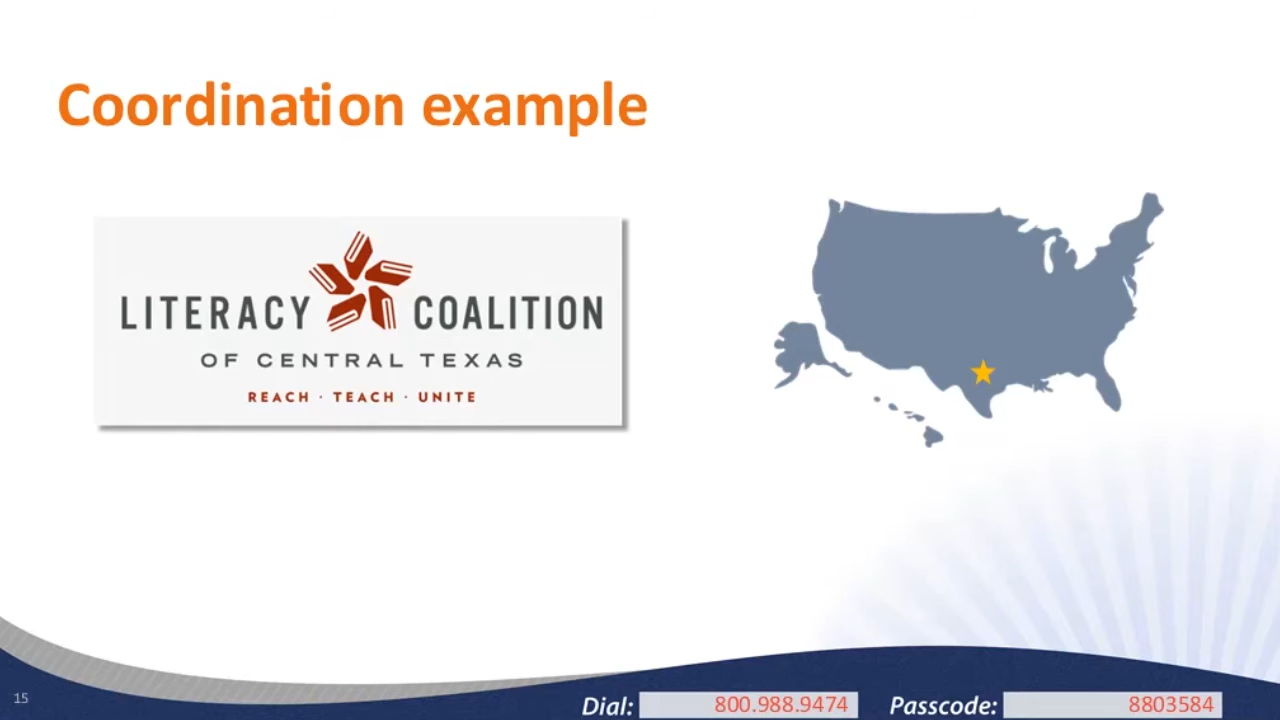 Coordination example
LITERACY COALITION
OF CENTRAL TEXAS
REACH · TEACH · UNITE
15
Dial: 800.988.9474 Passcode: 8803584